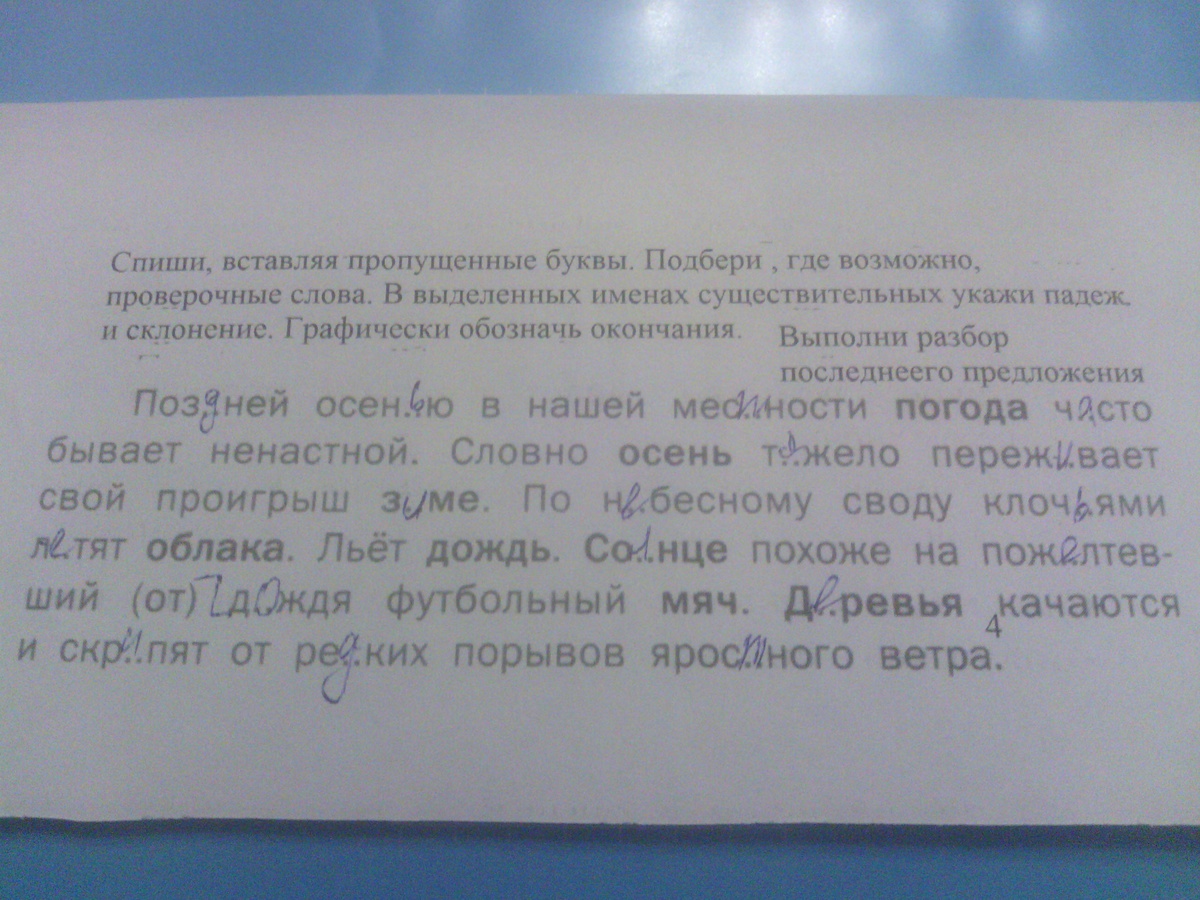 Спиши, вставляя пропущенные буквы. Подбери , где возможно,
проверочные слова. В выделенных именах существительных укажи падеж.
и склонение. Графически обозначь окончания.
Выполни разбор
последнеего предложения
Поздней осенью в нашей местности погода часто
бывает ненастной. Словно осень тяжело переживает
свой проигрыш зиме. По небесному своду клочьями
летят облака. Льёт дождь. Солнце похоже на пожелтев-
ший (от) дождя футбольный мяч. Деревья 4 качаются
и скрипят от редких порывов яростного ветра.